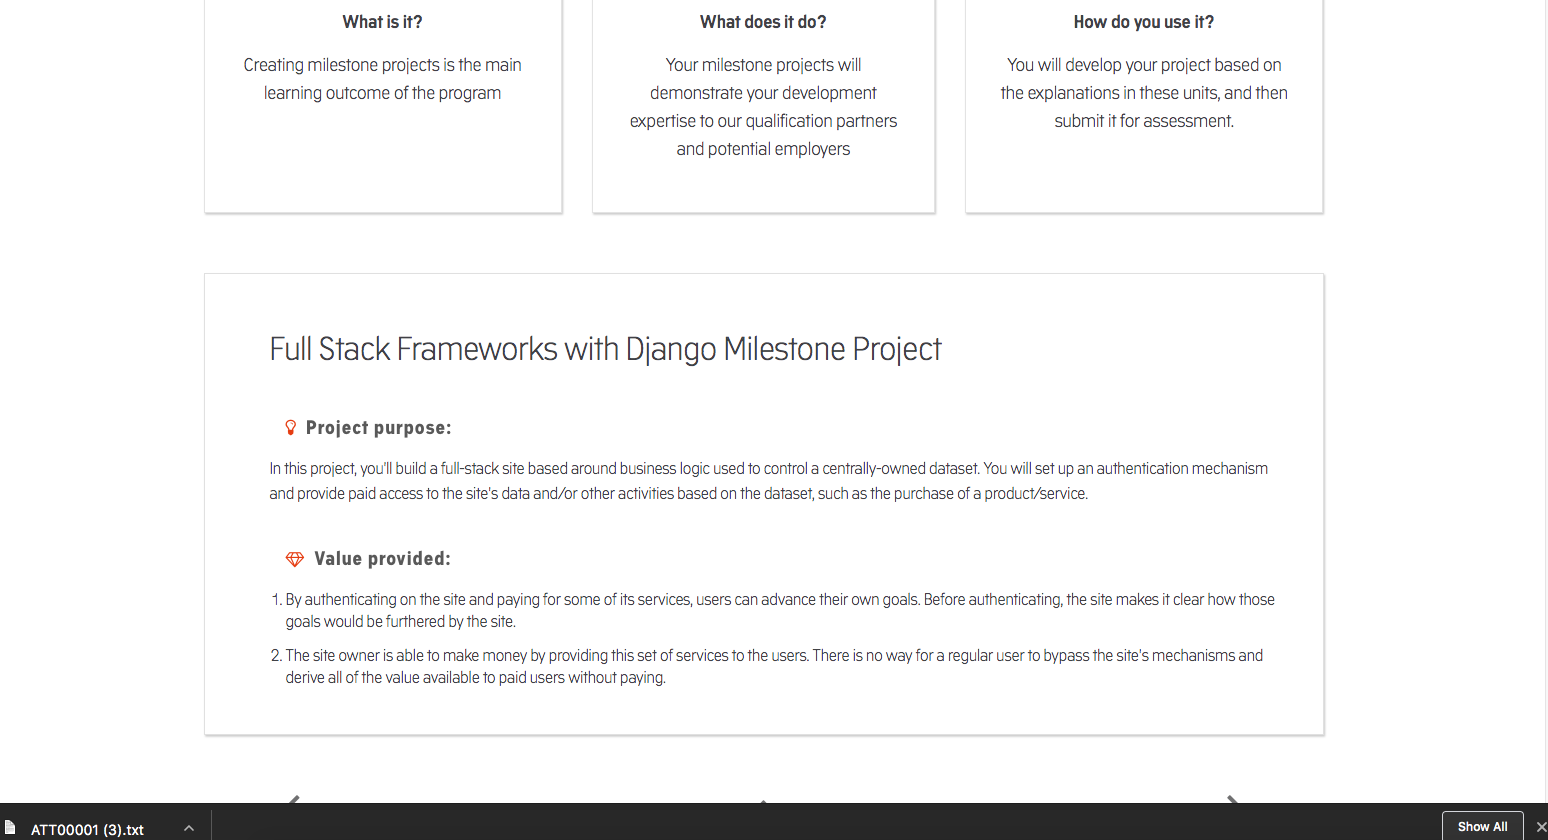 What is it?
Creating milestone projects is the main
learning outcome of the program
What does it do?
Your milestone projects will
demonstrate your development
expertise to our qualification partners
and potential employers
How do you use it?
You will develop your project based on
the explanations in these units, and then
submit it for assessment.
Full Stack Frameworks with Django Milestone Project
Project purpose:
In this project, you'll build a full-stack site based around business logic used to control a centrally-owned dataset. You will set up an authentication mechanism
and provide paid access to the site's data and/or other activities based on the dataset, such as the purchase of a product/service.
Value provided:
1. By authenticating on the site and paying for some of its services, users can advance their own goals. Before authenticating, the site makes it clear how those
goals would be furthered by the site.
2. The site owner is able to make money by providing this set of services to the users. There is no way for a regular user to bypass the site's mechanisms and
derive all of the value available to paid users without paying.
ATT00001 (3).txt
Show All